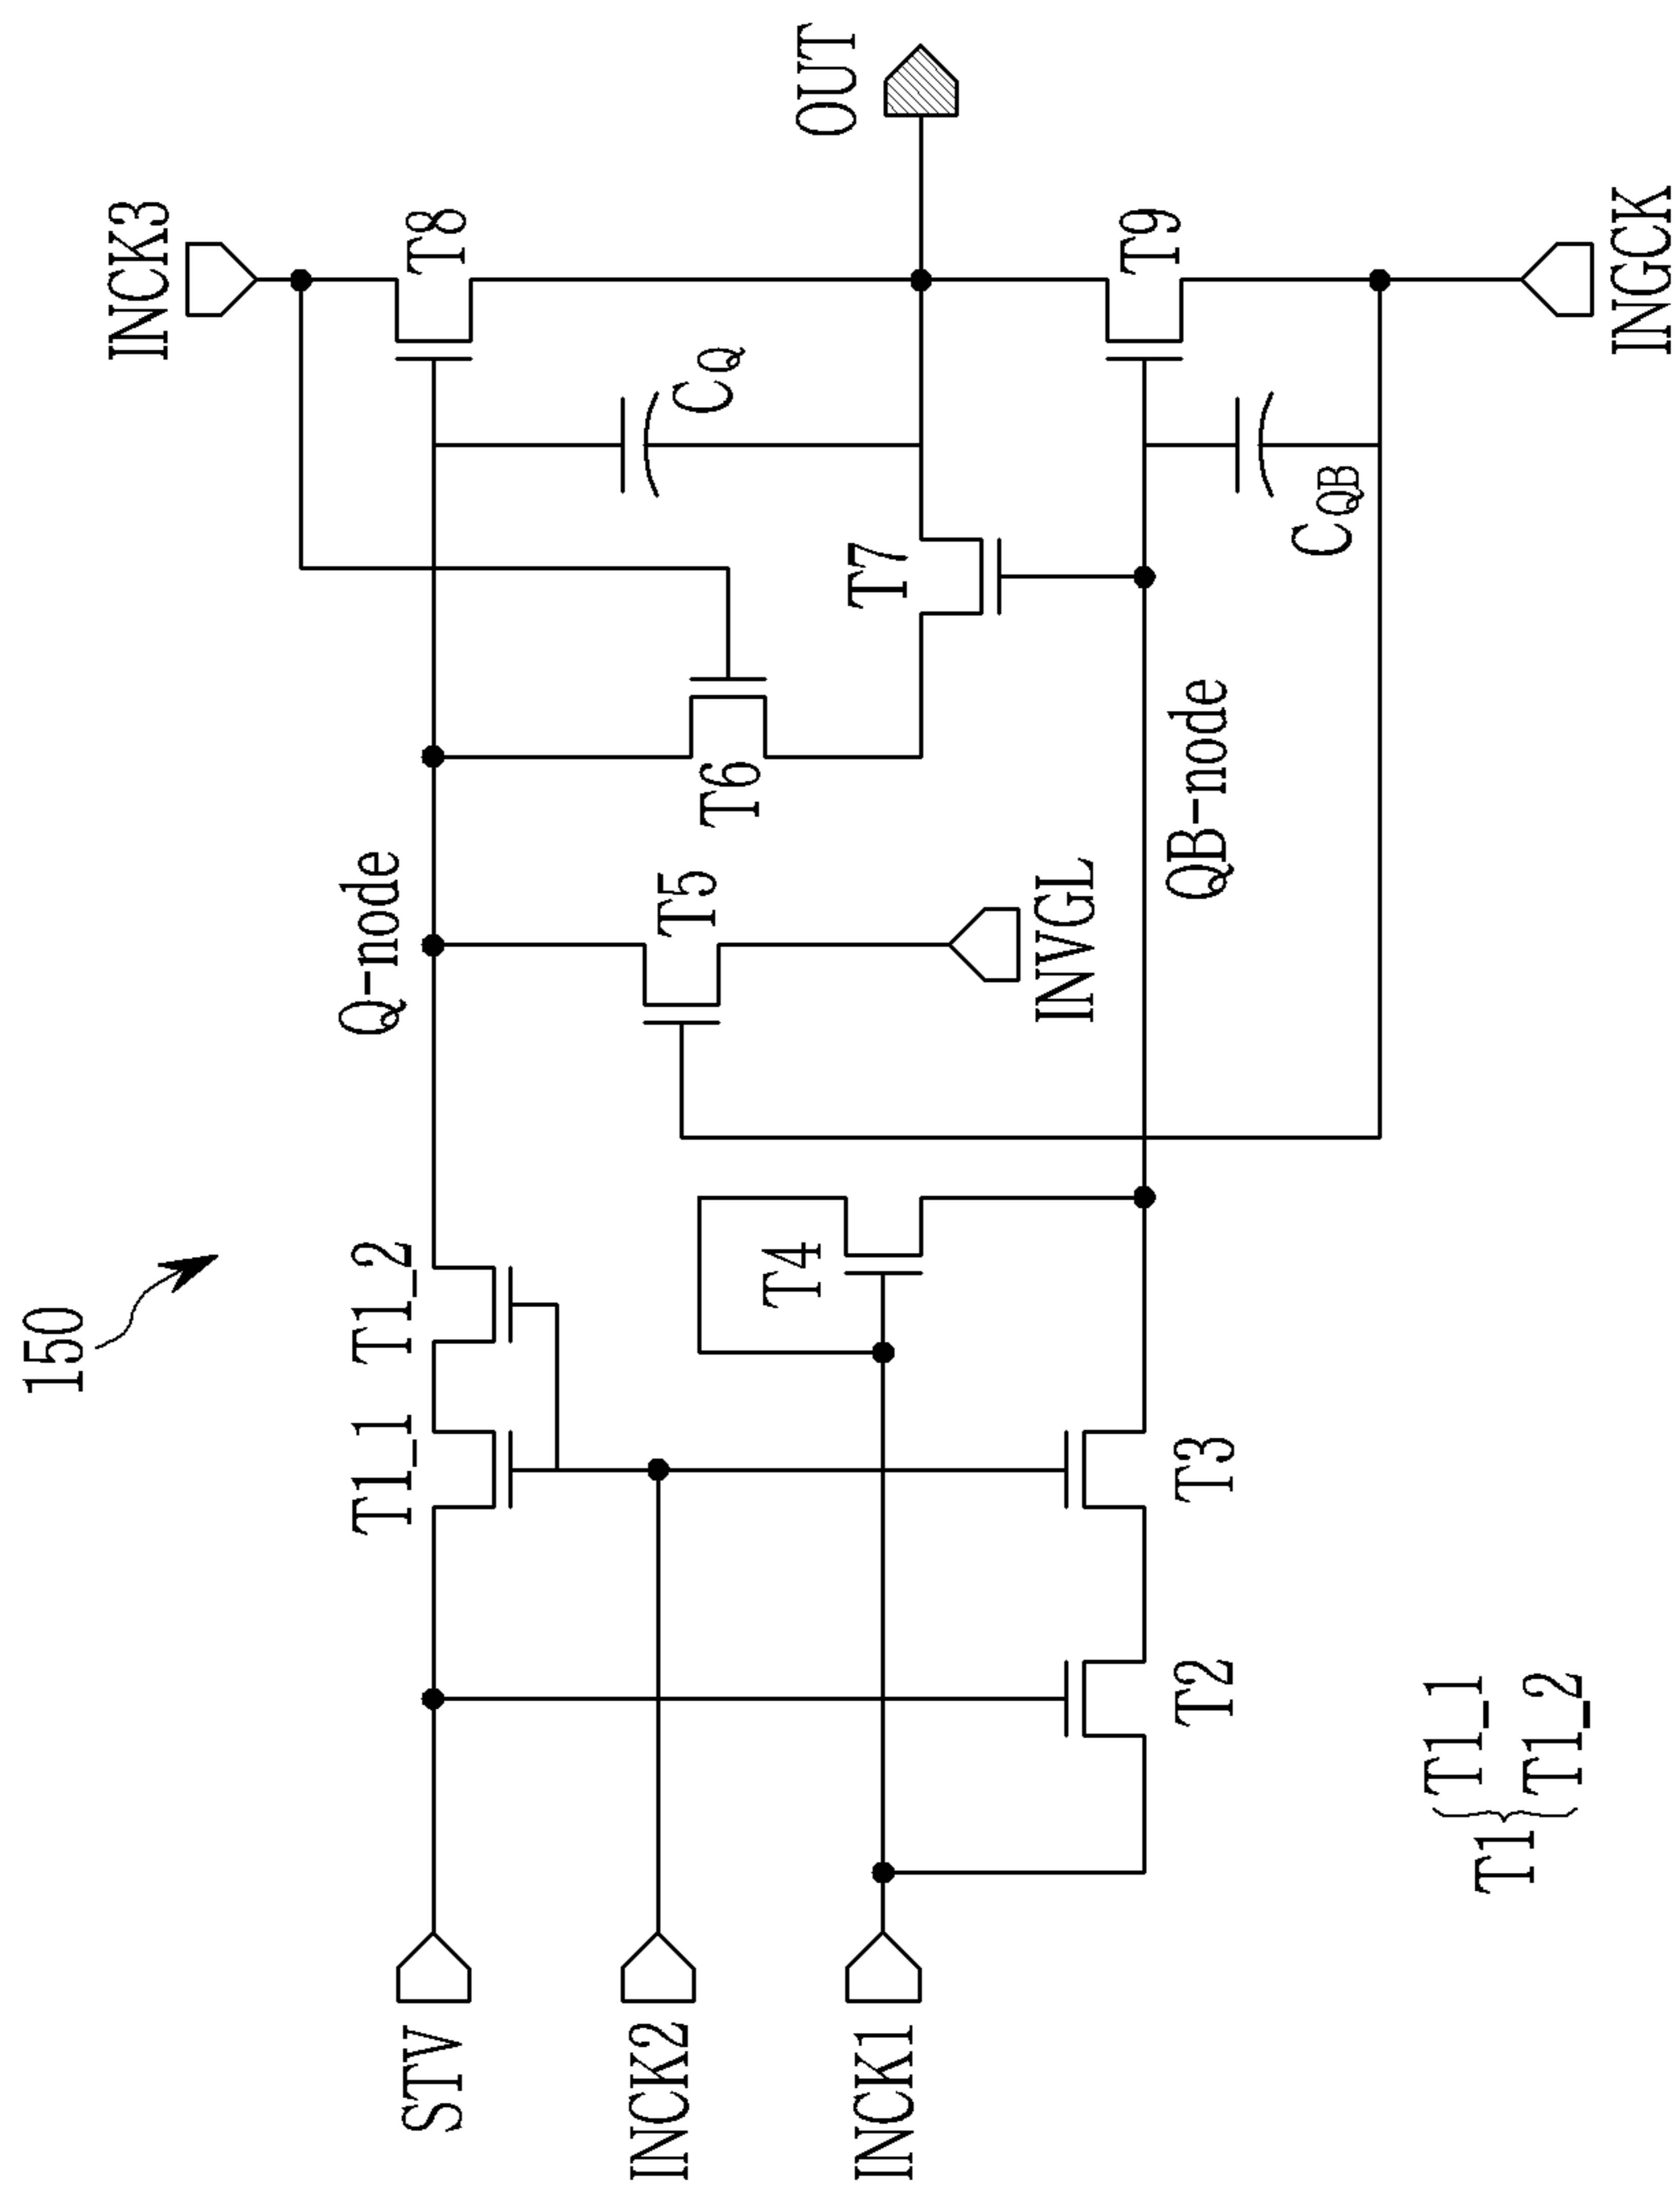 150
STV
INCK2
INCK1
T1_1
T1_2
Q-node
T2
T3
T4
T5
INVGL
T6
T7
QB-node
INCK3
T8
CQ
OUT
T9
CQB
INGCK
T1{T1_1
T1_2